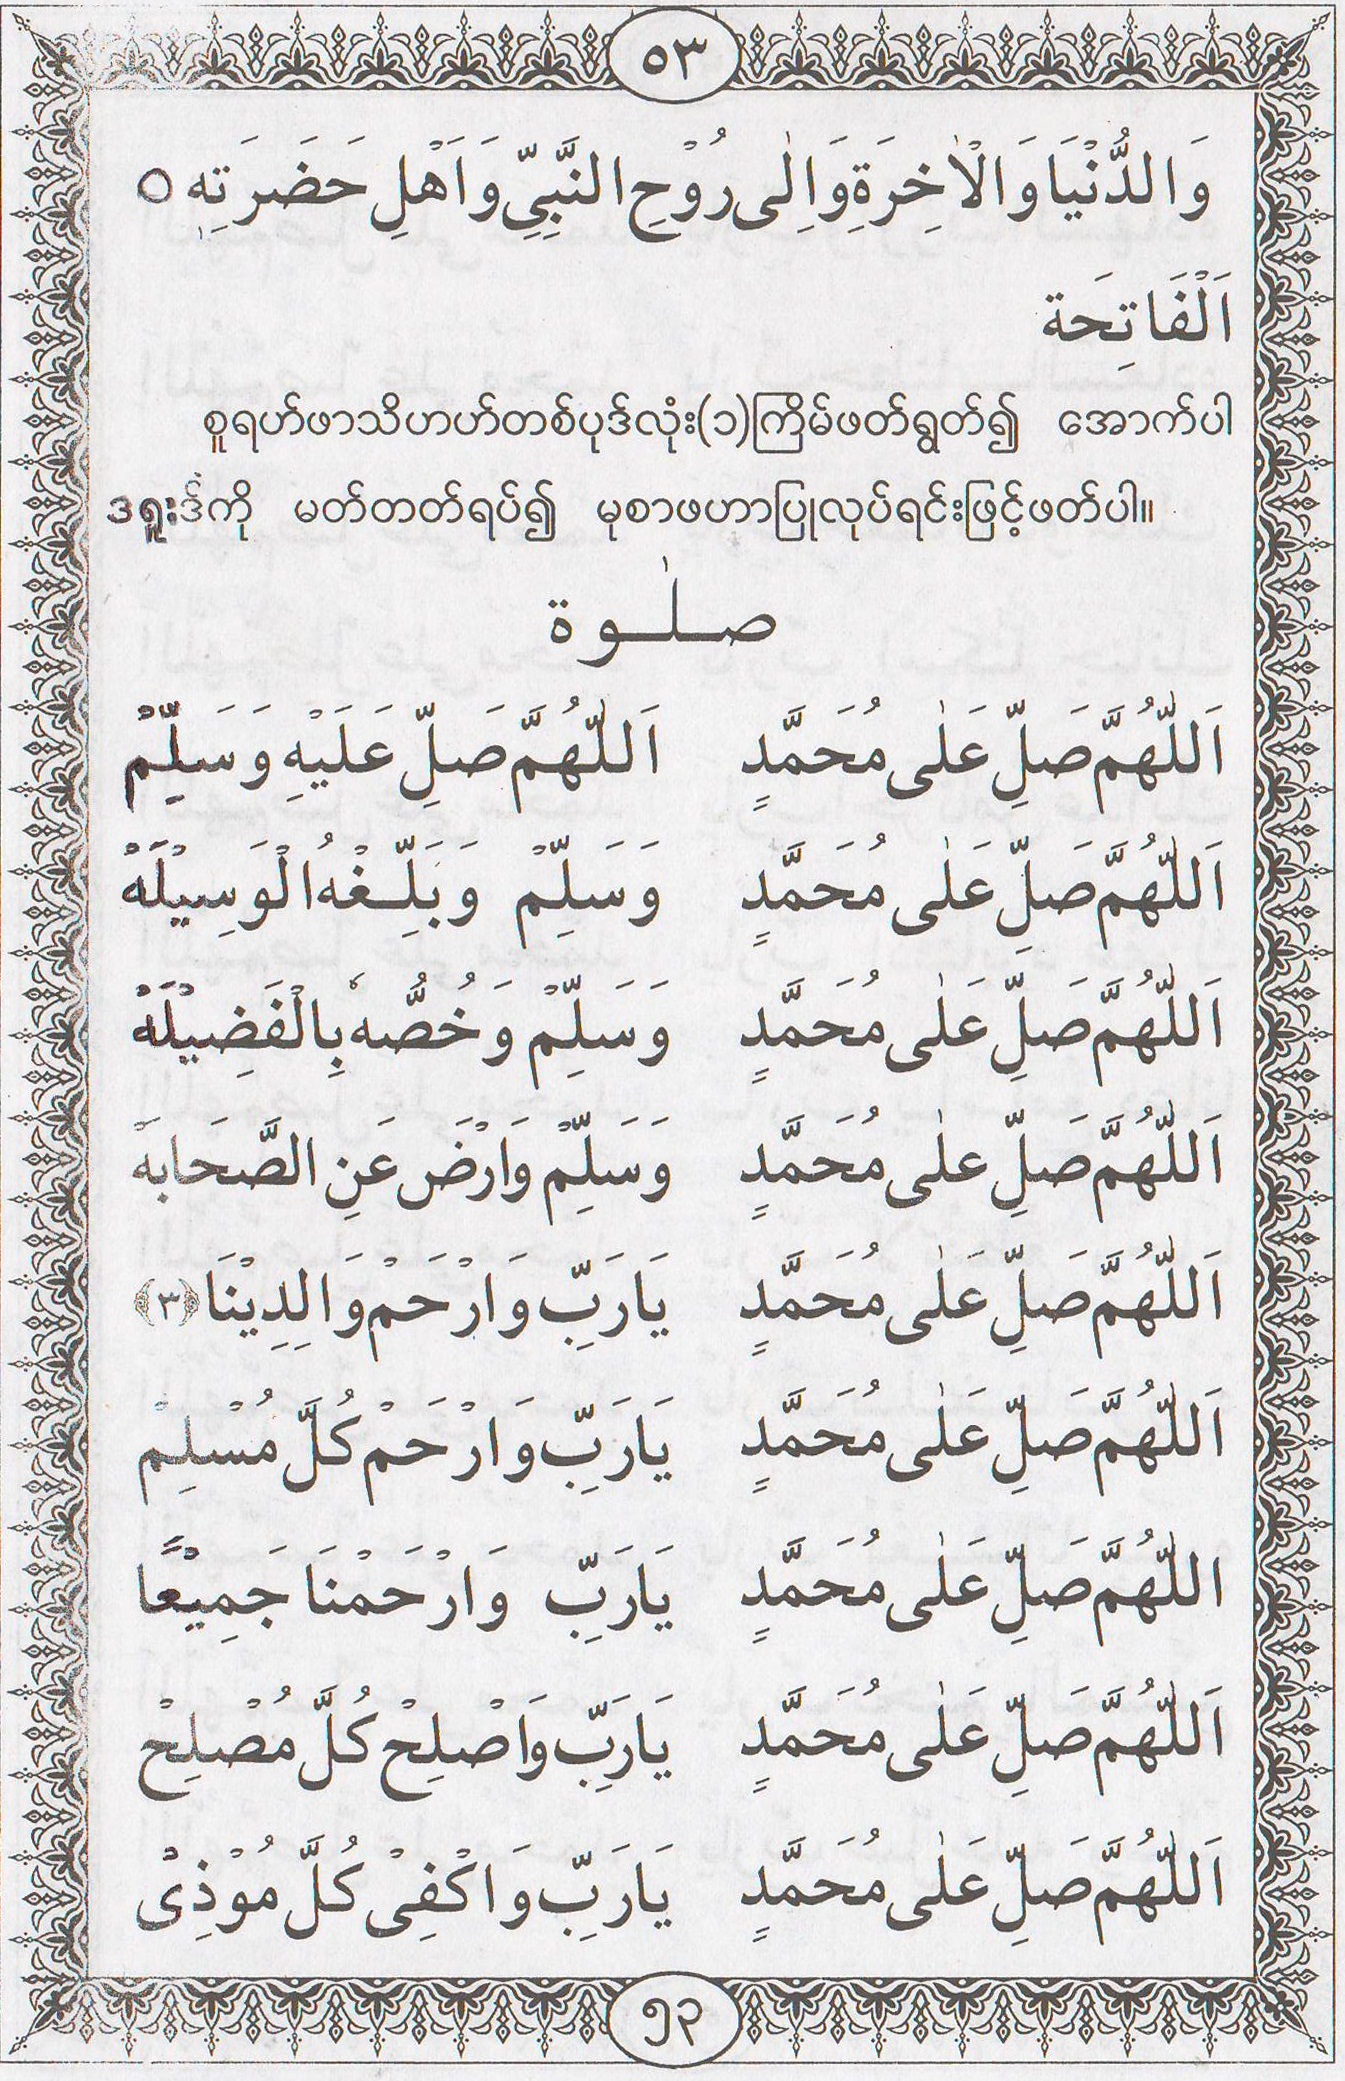 ٥٣
وَالدُّنْيَا وَالْاٰخِرَةِ وَاِلٰى رُوْحِ النَّبِيِّ وَاَهْلِ حَضَرَتِهٖ ○
اَلْفَاتِحَة
စူရဟ်ဖာသိဟဟ်တစ်ပုဒ်လုံး(၁)ကြိမ်ဖတ်ရွတ်၍ အောက်ပါ
ဒရူးဒ်ကို မတ်တတ်ရပ်၍ မုစာဖဟာပြုလုပ်ရင်းဖြင့်ဖတ်ပါ။
صلٰوة
اَللّٰهُمَّ صَلِّ عَلٰى مُحَمَّدٍ اَللّٰهُمَّ صَلِّ عَلَيْهِ وَسَلِّمْ
اَللّٰهُمَّ صَلِّ عَلٰى مُحَمَّدٍ وَسَلِّمْ وَبَلِّغْهُ الْوَسِيْلَهْ
اَللّٰهُمَّ صَلِّ عَلٰى مُحَمَّدٍ وَسَلِّمْ وَخُصَّهٗ بِالْفَضِيْلَهْ
اَللّٰهُمَّ صَلِّ عَلٰى مُحَمَّدٍ وَسَلِّمْ وَارْضَ عَنِ الصَّحَابَهْ
اَللّٰهُمَّ صَلِّ عَلٰى مُحَمَّدٍ يَارَبِّ وَارْحَمْ وَالِدِيْنَا ﴿٣﴾
اَللّٰهُمَّ صَلِّ عَلٰى مُحَمَّدٍ يَارَبِّ وَارْحَمْ كُلَّ مُسْلِمْ
اللّٰهُمَّ صَلِّ عَلٰى مُحَمَّدٍ يَارَبِّ وَارْحَمْنَا جَمِيْعًا
اَللّٰهُمَّ صَلِّ عَلٰى مُحَمَّدٍ يَارَبِّ وَاصْلِحْ كُلَّ مُصْلِحْ
اَللّٰهُمَّ صَلِّ عَلٰى مُحَمَّدٍ يَارَبِّ وَاكْفِىْ كُلَّ مُوْذِىْ
၅၃